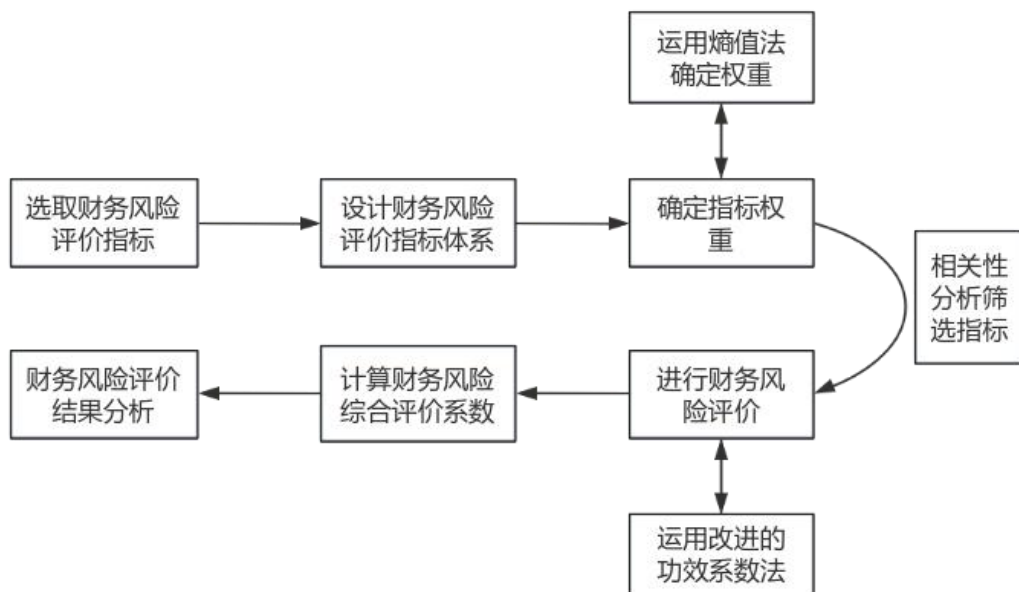 运用熵值法
确定权重
选取财务风险
评价指标
设计财务风险
评价指标体系
确定指标权
重
相关性
分析筛
选指标
财务风险评价
结果分析
计算财务风险
综合评价系数
进行财务风
险评价
运用改进的
功效系数法